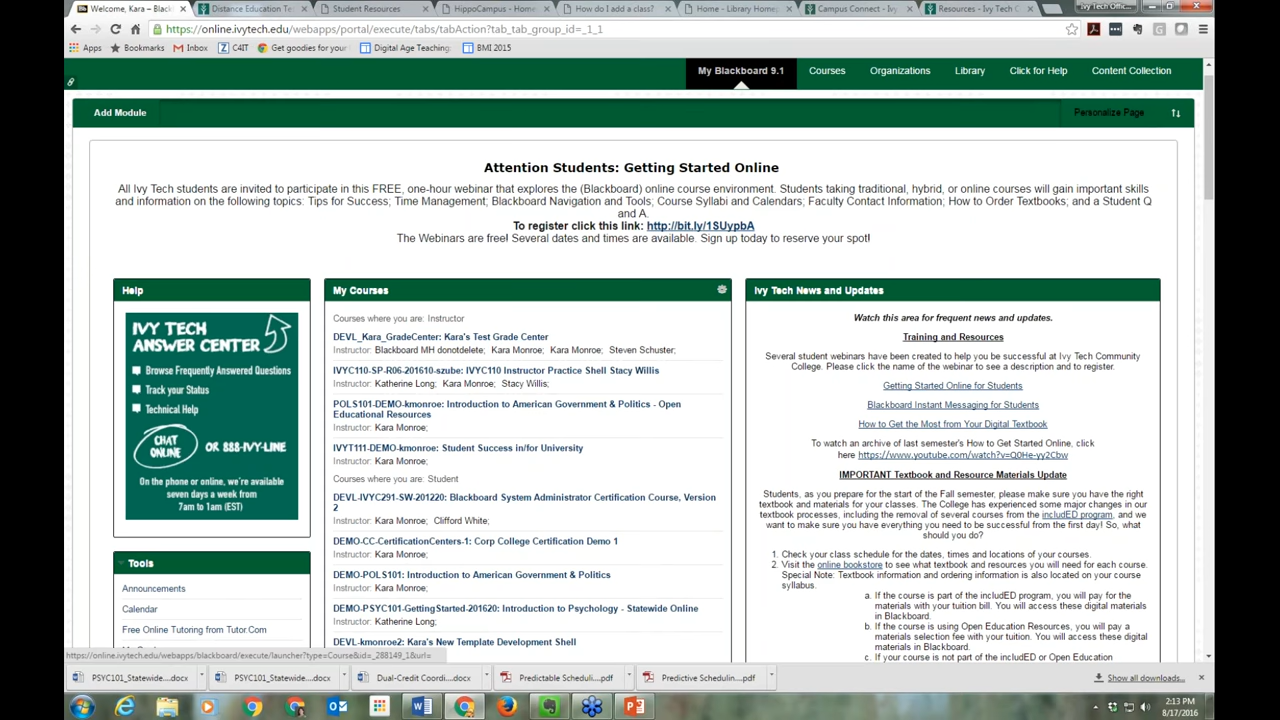 Welcome, Kara – Black
Distance Education Te
Student Resources
HippoCampus - Home
How do I add a class?
Home - Library Home
Campus Connect - Ivy
Resources - Ivy Tech C
Ivy Tech Offic...
https://online.ivytech.edu/webapps/portal/execute/tabs/tabAction?tab_tab_group_id=_1_1
Apps Bookmarks Inbox C4IT Get goodies for your Digital Age Teaching: BMI 2015
My Blackboard 9.1 Courses Organizations Library Click for Help Content Collection
Add Module
Personalize Page
Attention Students: Getting Started Online
All Ivy Tech students are invited to participate in this FREE, one-hour webinar that explores the (Blackboard) online course environment. Students taking traditional, hybrid, or online courses will gain important skills
and information on the following topics: Tips for Success; Time Management; Blackboard Navigation and Tools; Course Syllabi and Calendars; Faculty Contact Information; How to Order Textbooks; and a Student Q
and A.
To register click this link: http://bit.ly/1SUypbA
The Webinars are free! Several dates and times are available. Sign up today to reserve your spot!
Help
IVY TECH
ANSWER CENTER
Browse Frequently Answered Questions
Track your Status
Technical Help
CHAT
ONLINE
OR 888-IVY-LINE
On the phone or online, we're available
seven days a week from
7am to 1am (EST)
Tools
Announcements
Calendar
Free Online Tutoring from Tutor.Com
My Courses
Courses where you are: Instructor
DEVL_Kara_GradeCenter: Kara's Test Grade Center
Instructor: Blackboard MH donotdelete; Kara Monroe; Kara Monroe; Steven Schuster;
IVYC110-SP-R06-201610-szube: IVYC110 Instructor Practice Shell Stacy Willis
Instructor: Katherine Long; Kara Monroe; Stacy Willis;
POLS101-DEMO-kmonroe: Introduction to American Government & Politics - Open
Educational Resources
Instructor: Kara Monroe;
IVYT111-DEMO-kmonroe: Student Success in/for University
Instructor: Kara Monroe;
Courses where you are: Student
DEVL-IVYC291-SW-201220: Blackboard System Administrator Certification Course, Version
2
Instructor: Kara Monroe; Clifford White;
DEMO-CC-CertificationCenters-1: Corp College Certification Demo 1
Instructor: Kara Monroe;
DEMO-POLS101: Introduction to American Government & Politics
Instructor: Kara Monroe;
DEMO-PSYC101-GettingStarted-201620: Introduction to Psychology - Statewide Online
Instructor: Katherine Long;
DEVL-kmonroe2: Kara's New Template Development Shell
Ivy Tech News and Updates
Watch this area for frequent news and updates.
Training and Resources
Several student webinars have been created to help you be successful at Ivy Tech Community
College. Please click the name of the webinar to see a description and to register.
Getting Started Online for Students
Blackboard Instant Messaging for Students
How to Get the Most from Your Digital Textbook
To watch an archive of last semester's How to Get Started Online, click
here https://www.youtube.com/watch?v=Q0He-yy2Cbw
IMPORTANT Textbook and Resource Materials Update
Students, as you prepare for the start of the Fall semester, please make sure you have the right
textbook and materials for your classes. The College has experienced some major changes in our
textbook processes, including the removal of several courses from the includED program, and we
want to make sure you have everything you need to be successful from the first day! So, what
should you do?
1. Check your class schedule for the dates, times and locations of your courses.
2. Visit the online bookstore to see what textbook and resources you will need for each course.
Special Note: Textbook information and ordering information is also located on your course
syllabus.
a. If the course is part of the includED program, you will pay for the
materials with your tuition bill. You will access these digital materials
in Blackboard.
b. If the course is using Open Education Resources, you will pay a
materials selection fee with your tuition. You will access these digital
materials in Blackboard.
c. If your course is not part of the includED or Open Education
https://online.ivytech.edu/webapps/blackboard/execute/launcher?type=Course&id=_288149_1&url=
PSYC101_Statewide....docx
PSYC101_Statewide....docx
Dual-Credit Coordi....docx
Predictable Scheduli....pdf
Predictive Schedulin....pdf
Show all downloads...
2:13 PM
8/17/2016